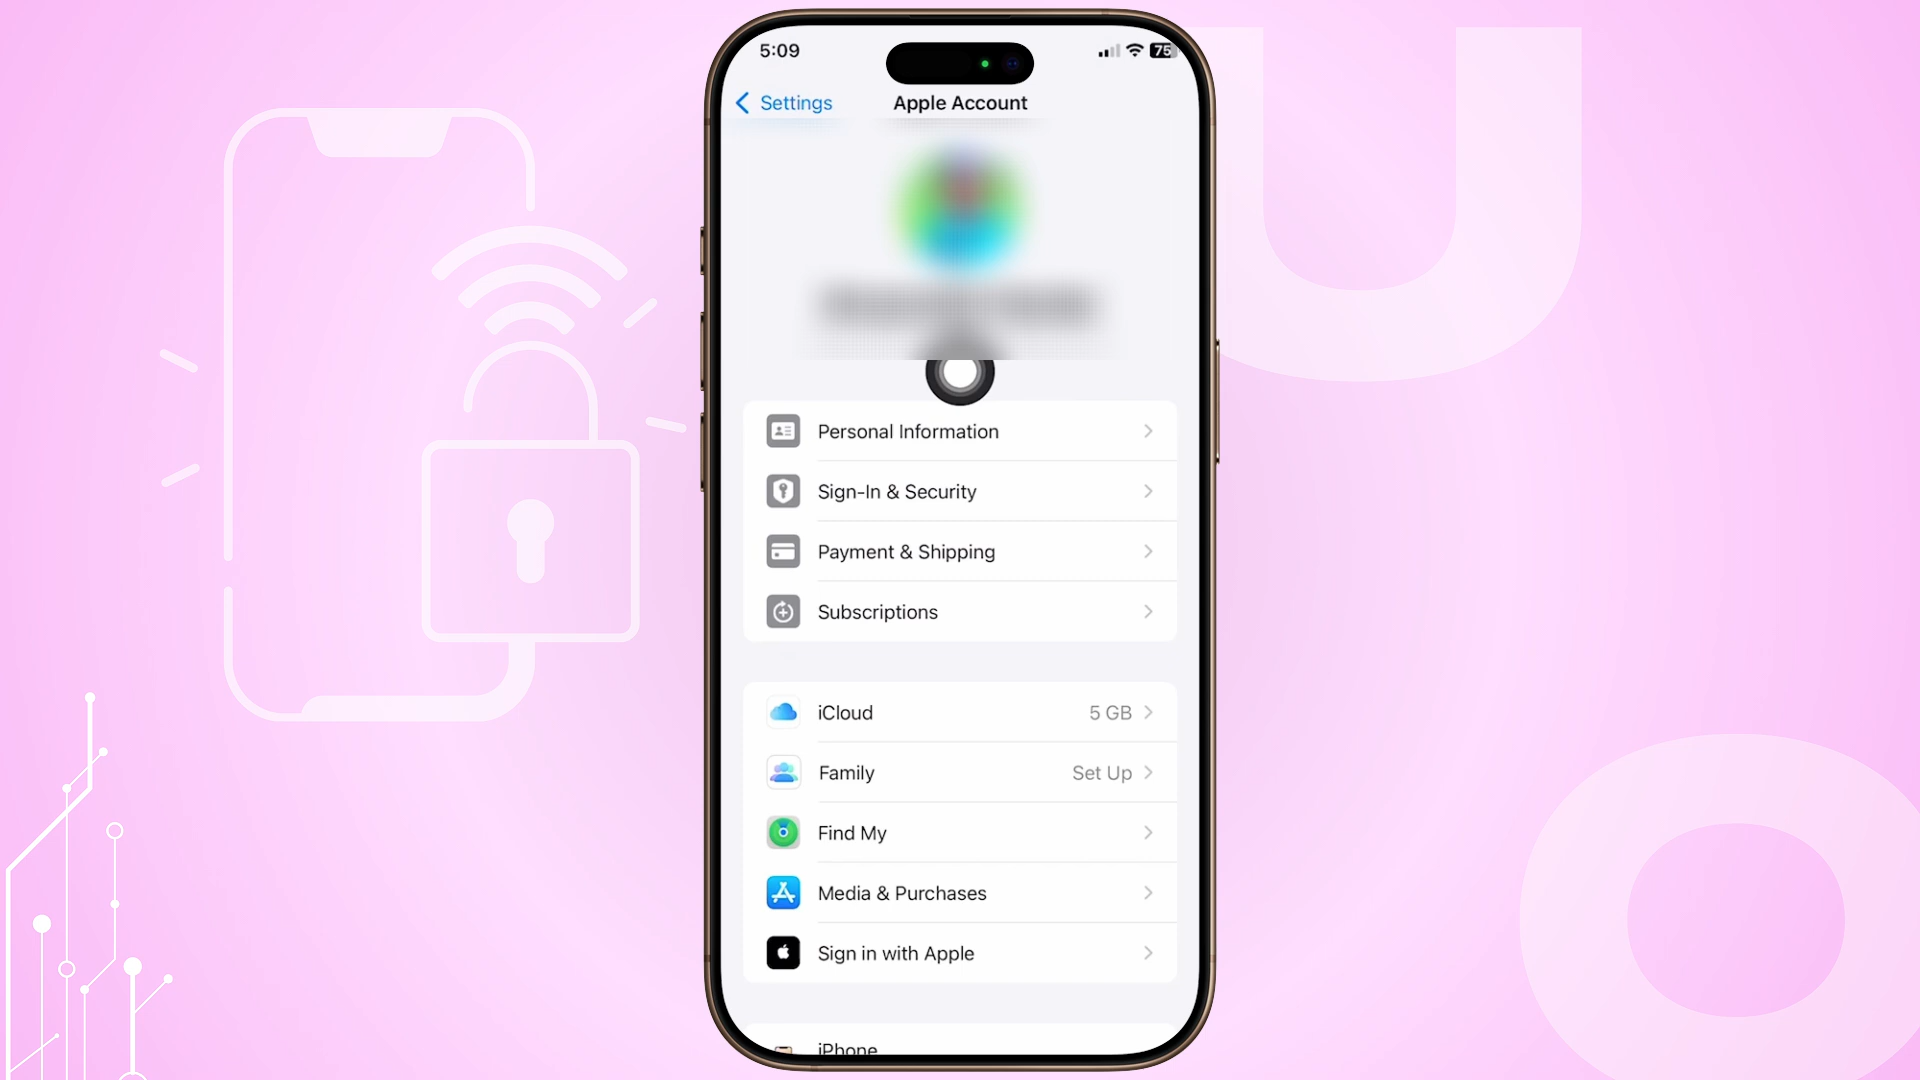 5:09
75
Settings
Apple Account
Personal Information
Sign-In & Security
Payment & Shipping
Subscriptions
iCloud
5 GB
Family
Set Up
Find My
Media & Purchases
Sign in with Apple
iPhone
U
O